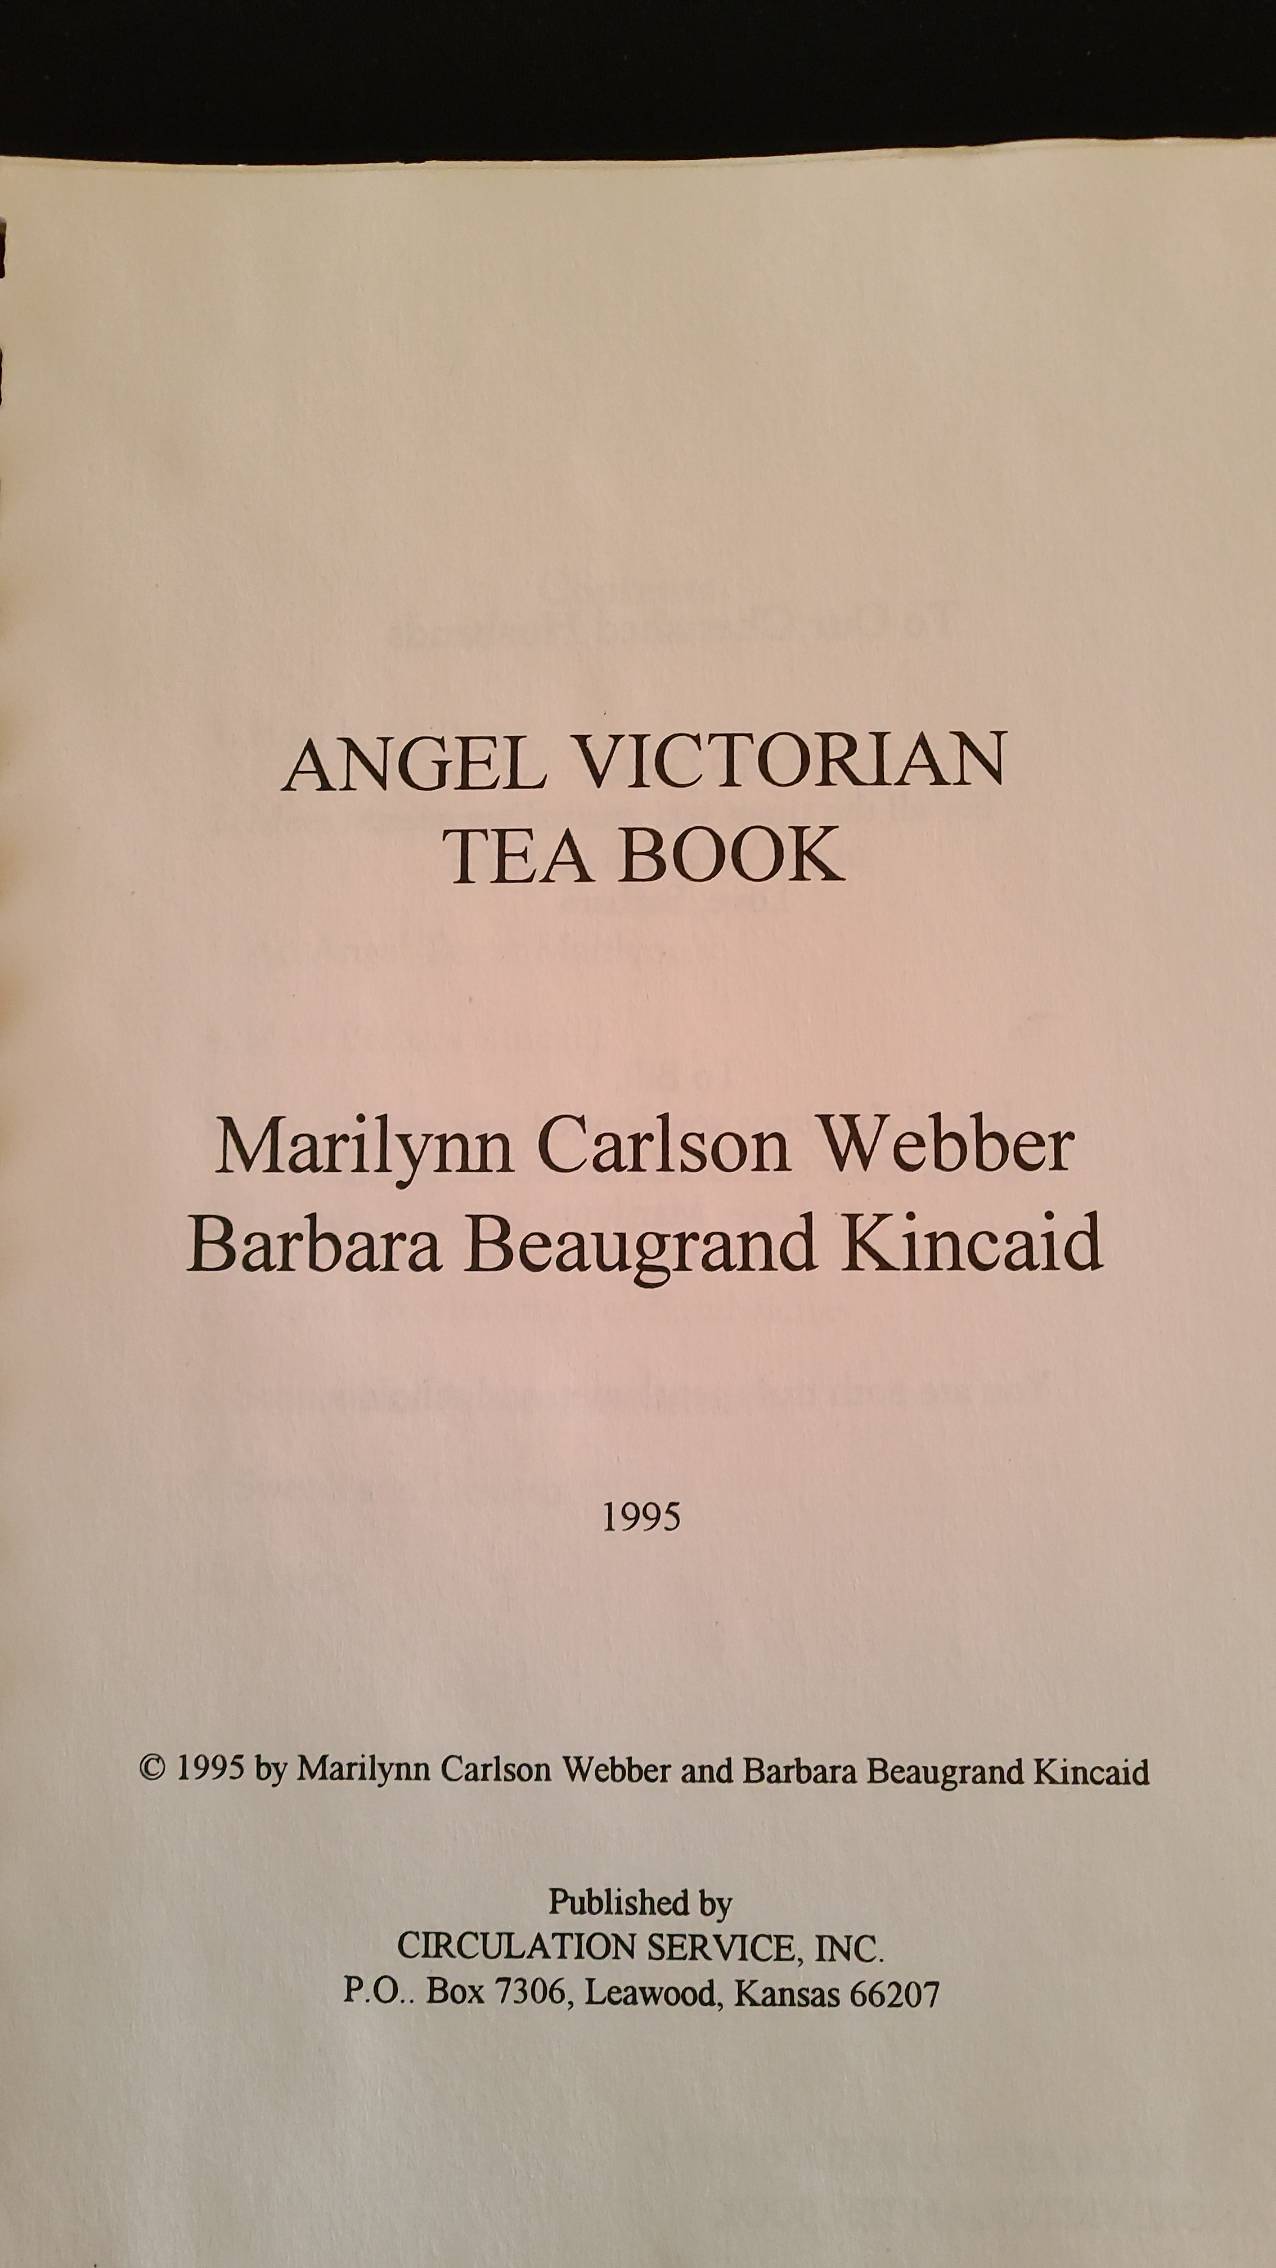 ANGEL VICTORIAN
TEA BOOK
Marilynn Carlson Webber
Barbara Beaugrand Kincaid
1995
© 1995 by Marilynn Carlson Webber and Barbara Beaugrand Kincaid
Published by
CIRCULATION SERVICE, INC.
P.O.. Box 7306, Leawood, Kansas 66207